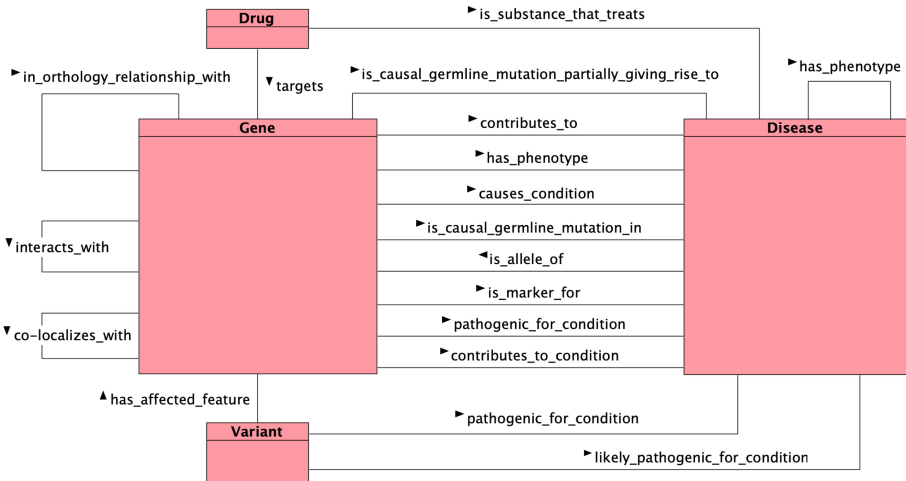 is_substance_that_treats
Drug
in_orthology_relationship_with
targets
is_causal_germline_mutation_partially_giving_rise_to
has_phenotype
Gene
contributes_to
Disease
has_phenotype
causes_condition
is_causal_germline_mutation_in
interacts_with
is_allele_of
is_marker_for
pathogenic_for_condition
co-localizes_with
contributes_to_condition
has_affected_feature
pathogenic_for_condition
Variant
likely_pathogenic_for_condition